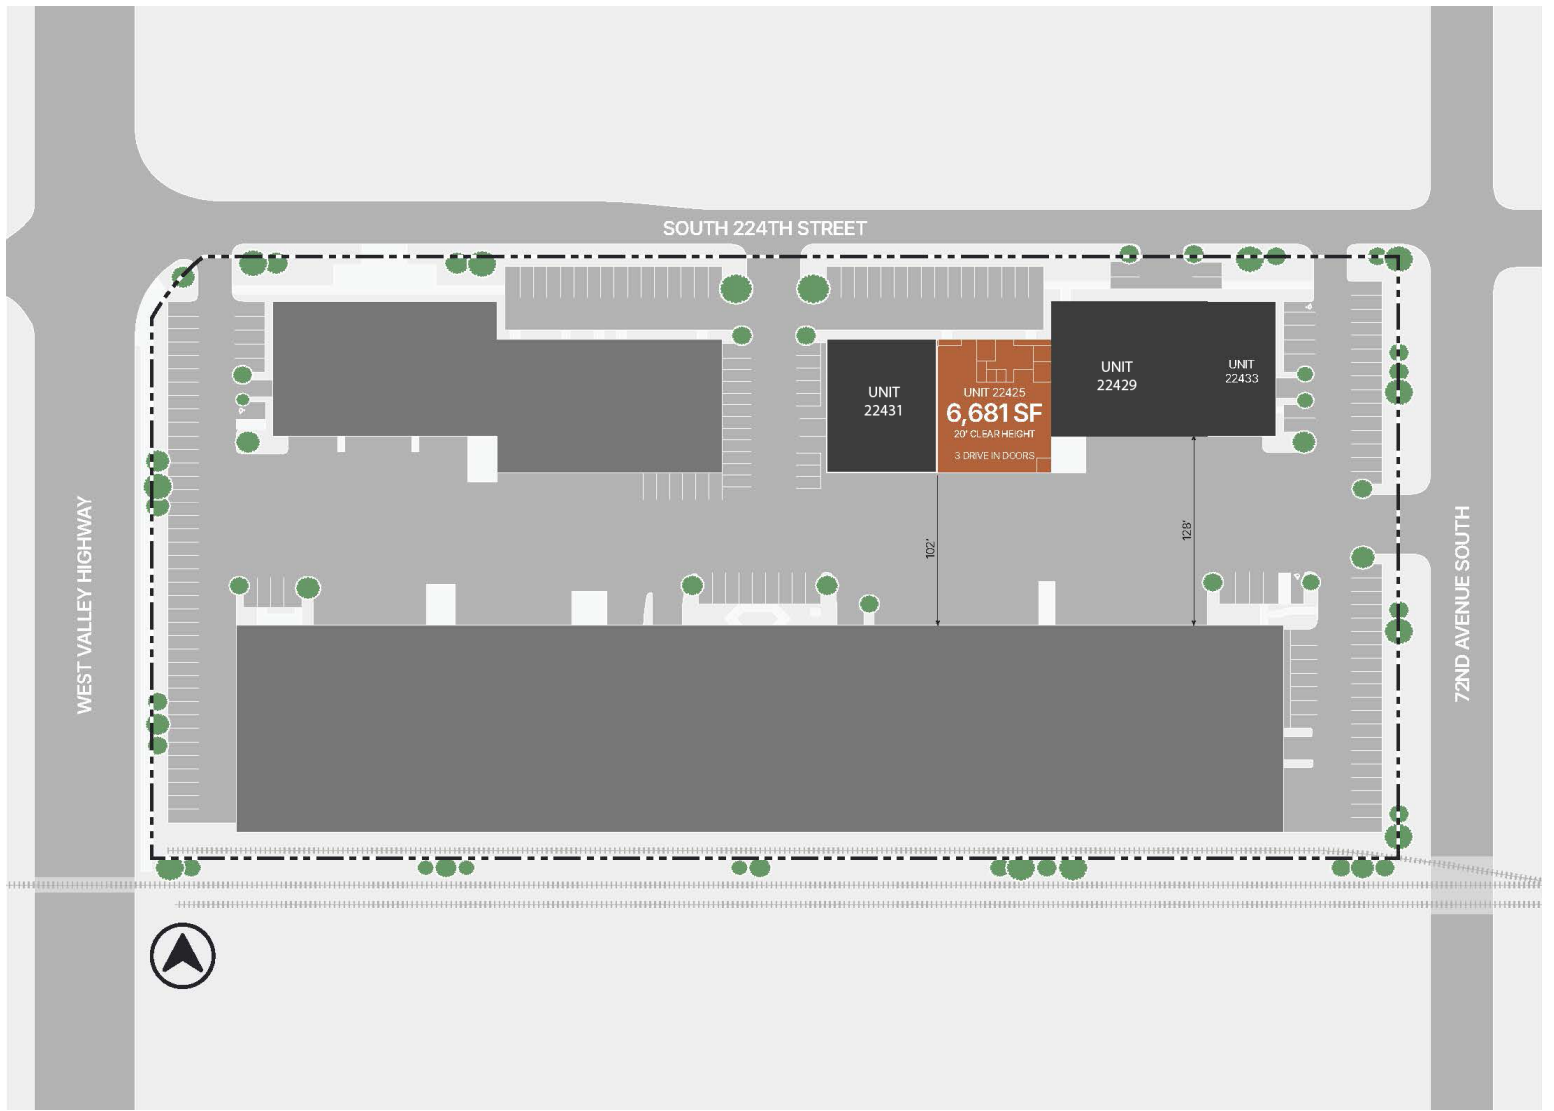 SOUTH 224TH STREET
UNIT
22431
UNIT 22425
6,681 SF
20' CLEAR HEIGHT
3 DRIVE IN DOORS
UNIT
22429
UNIT
22433
102'
128'
WEST VALLEY HIGHWAY
72ND AVENUE SOUTH